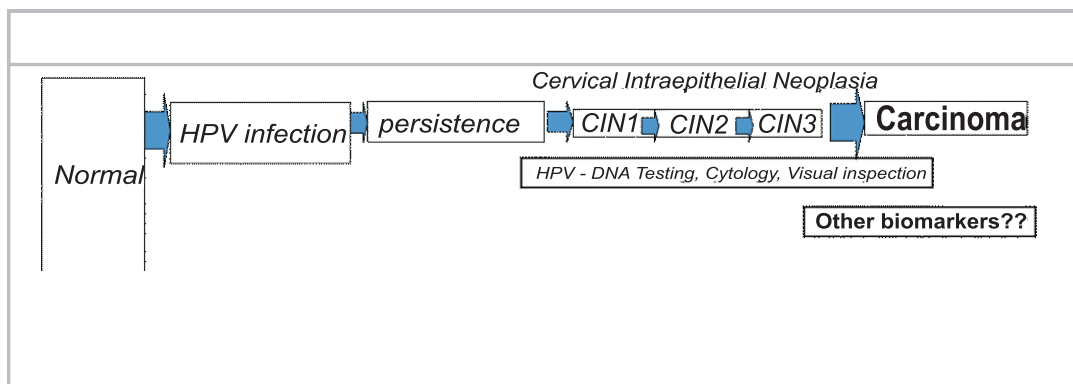 Cervical Intraepithelial Neoplasia
Normal
HPV infection
persistence
CIN1
CIN2
CIN3
Carcinoma
HPV - DNA Testing, Cytology, Visual inspection
Other biomarkers??